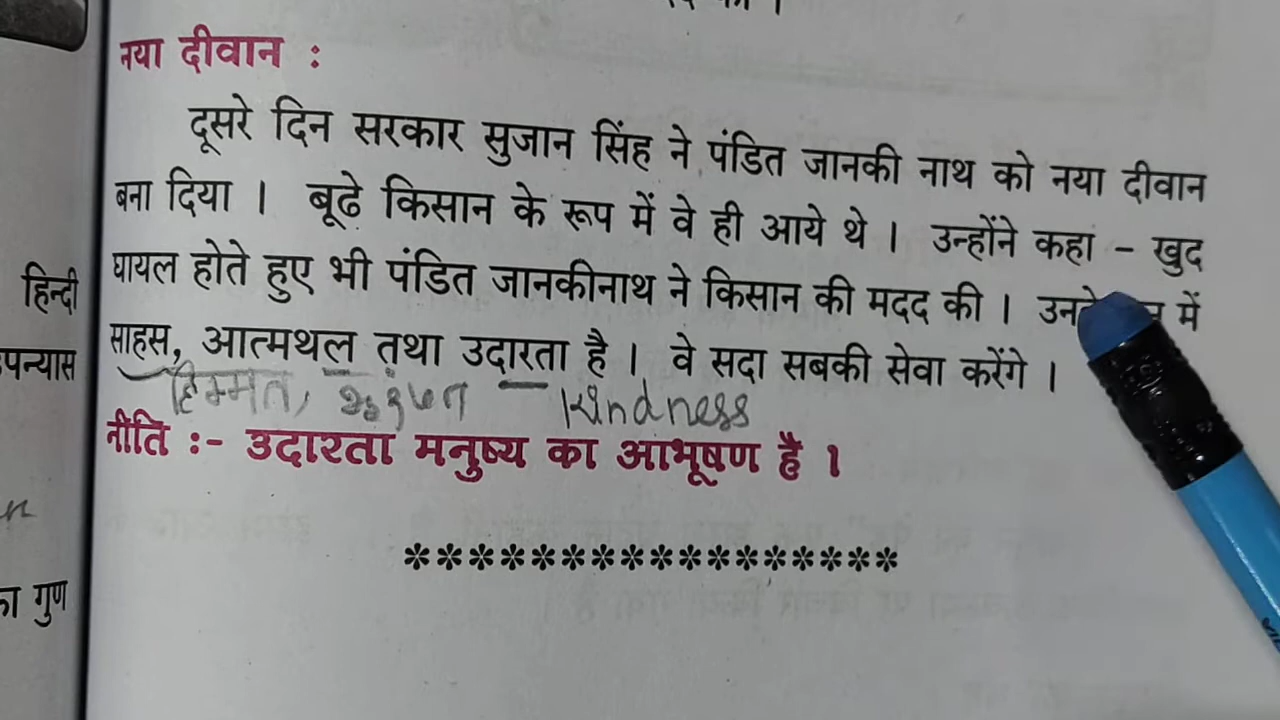 नया दीवान :
दूसरे दिन सरकार सुजान सिंह ने पंडित जानकी नाथ को नया दीवान
बना दिया । बूढे किसान के रूप में वे ही आये थे । उन्होंने कहा – खुद
घायल होते हुए भी पंडित जानकीनाथ ने किसान की मदद की । में
साहस, आत्मथल तथा उदारता है । वे सदा सबकी सेवा करेंगे ।
हिम्मत, Kindness
नीति :- उदारता मनुष्य का आभूषण है ।
*****************
हिन्दी
गुण